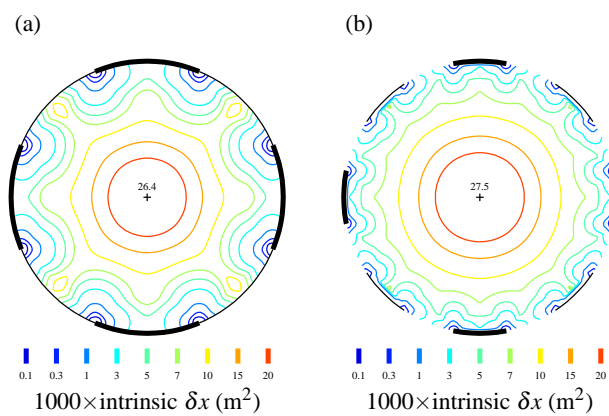 (a) (b)
26.4 27.5
0.1 0.3 1 3 5 7 10 15 20 0.1 0.3 1 3 5 7 10 15 20
1000×intrinsic δx (m²) 1000×intrinsic δx (m²)